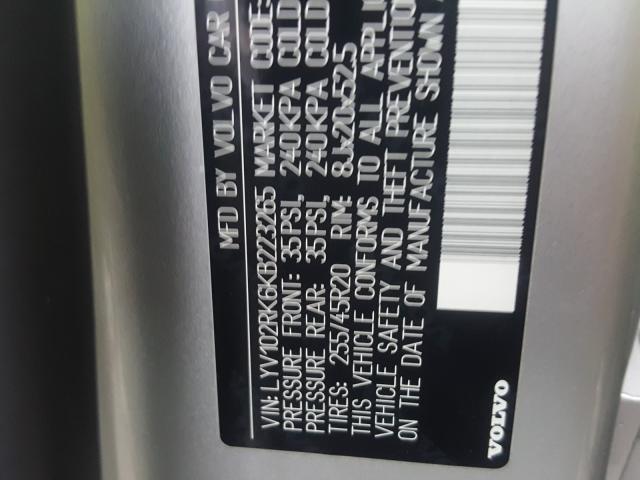 MFD BY VOLVO CAR
VIN: LYV102RK6KB223265 MARKET CODE:
PRESSURE FRONT: 35PSI, 240KPA COLD
PRESSURE REAR: 35PSI, 240KPA COLD
TIRES: 255/45R20 RIM: 8Jx20x52.5
THIS VEHICLE CONFORMS TO ALL APPLI
VEHICLE SAFETY AND THEFT PREVENTION
ON THE DATE OF MANUFACTURE SHOWN
VOLVO